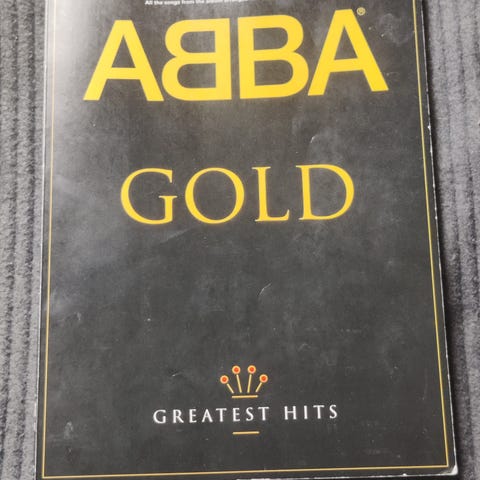 All the songs from the album arranged
ABBA®
GOLD
GREATEST HITS